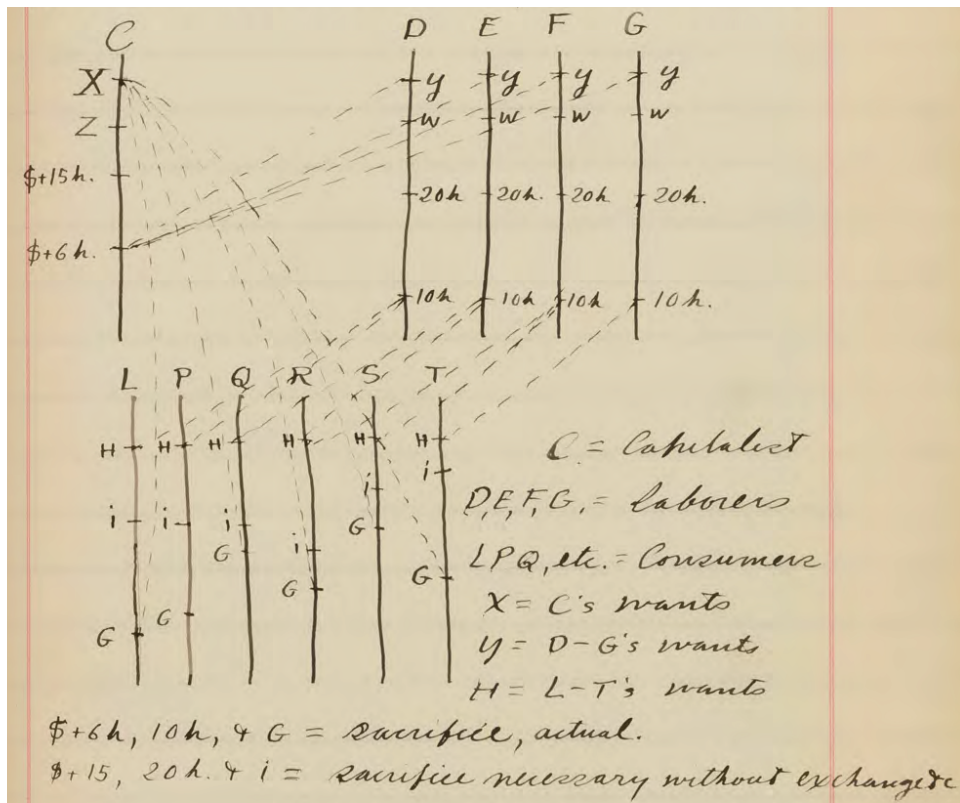 C D E F G
X y y y y
Z w w w w
$+15h. 20h 20h. 20h 20h.
$+6h.
10h 10h 10h 10h.
L P Q R S T
H H H H H H
i
i
i i i
G G
i
G G
G
G
C = Capitalist
D, E, F, G, = laborers
L P Q, etc. = Consumers
X = C's wants
y = D-G's wants
H = L-T's wants
$+6h, 10h, & G = sacrifice, actual.
$+15, 20h. & i = sacrifice necessary without exchange